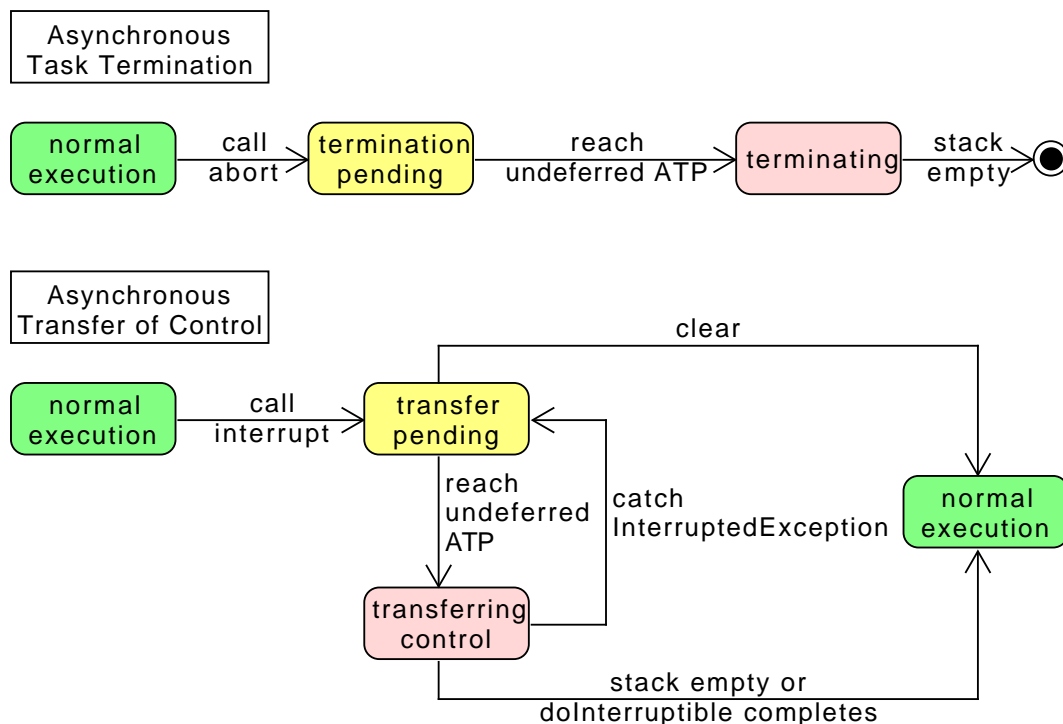 Asynchronous
Task Termination
normal
execution
call
abort
termination
pending
reach
undeferred ATP
terminating
stack
empty
Asynchronous
Transfer of Control
clear
normal
execution
call
interrupt
transfer
pending
reach
undeferred
ATP
catch
InterruptedException
normal
execution
transferring
control
stack empty or
doInterruptible completes